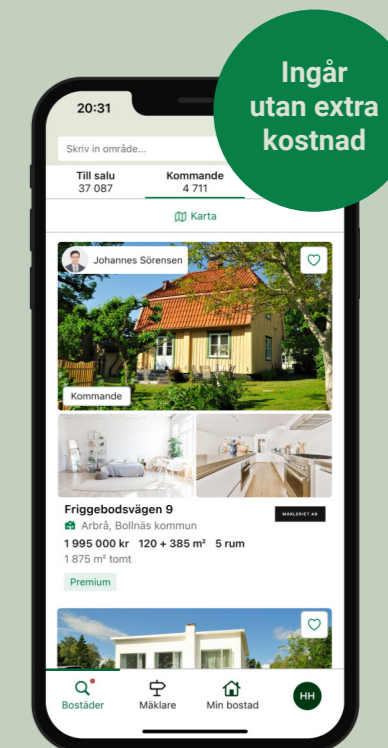 Ingår
utan extra
kostnad
20:31
Skriv in område...
Till salu
Kommande
37 087
4 711
Karta
Johannes Sörensen
Kommande
Friggebodsvägen 9
MÄKLERIET AB
Arbrå, Bollnäs kommun
1 995 000 kr 120 + 385 m² 5 rum
1 875 m² tomt
Premium
Bostäder
Mäklare
Min bostad
HH